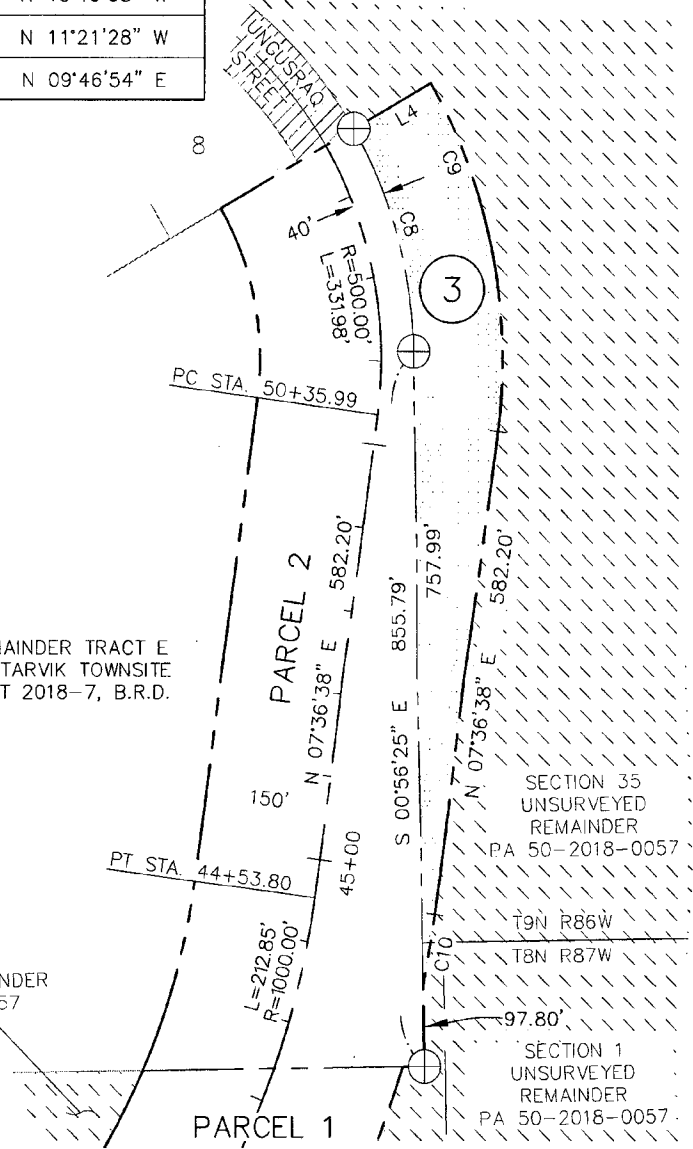 N 11°21'28" W
N 09°46'54" E
UNGUSRAQ
STREET
8
L4
C9
C8
40'
R=500.00'
L=331.98'
3
PC STA. 50+35.99
582.20'
PARCEL 2
N 07°36'38" E
855.79'
757.99'
S 00°56'25" E
582.20'
N 07°36'38" E
AINDER TRACT E
TARVIK TOWNSITE
T 2018-7, B.R.D.
150'
SECTION 35
UNSURVEYED
REMAINDER
PA 50-2018-0057
PT STA. 44+53.80
45+00
L=212.85'
R=1000.00'
T9N R86W
T8N R87W
C10
NDER
57
97.80'
SECTION 1
UNSURVEYED
REMAINDER
PA 50-2018-0057
PARCEL 1